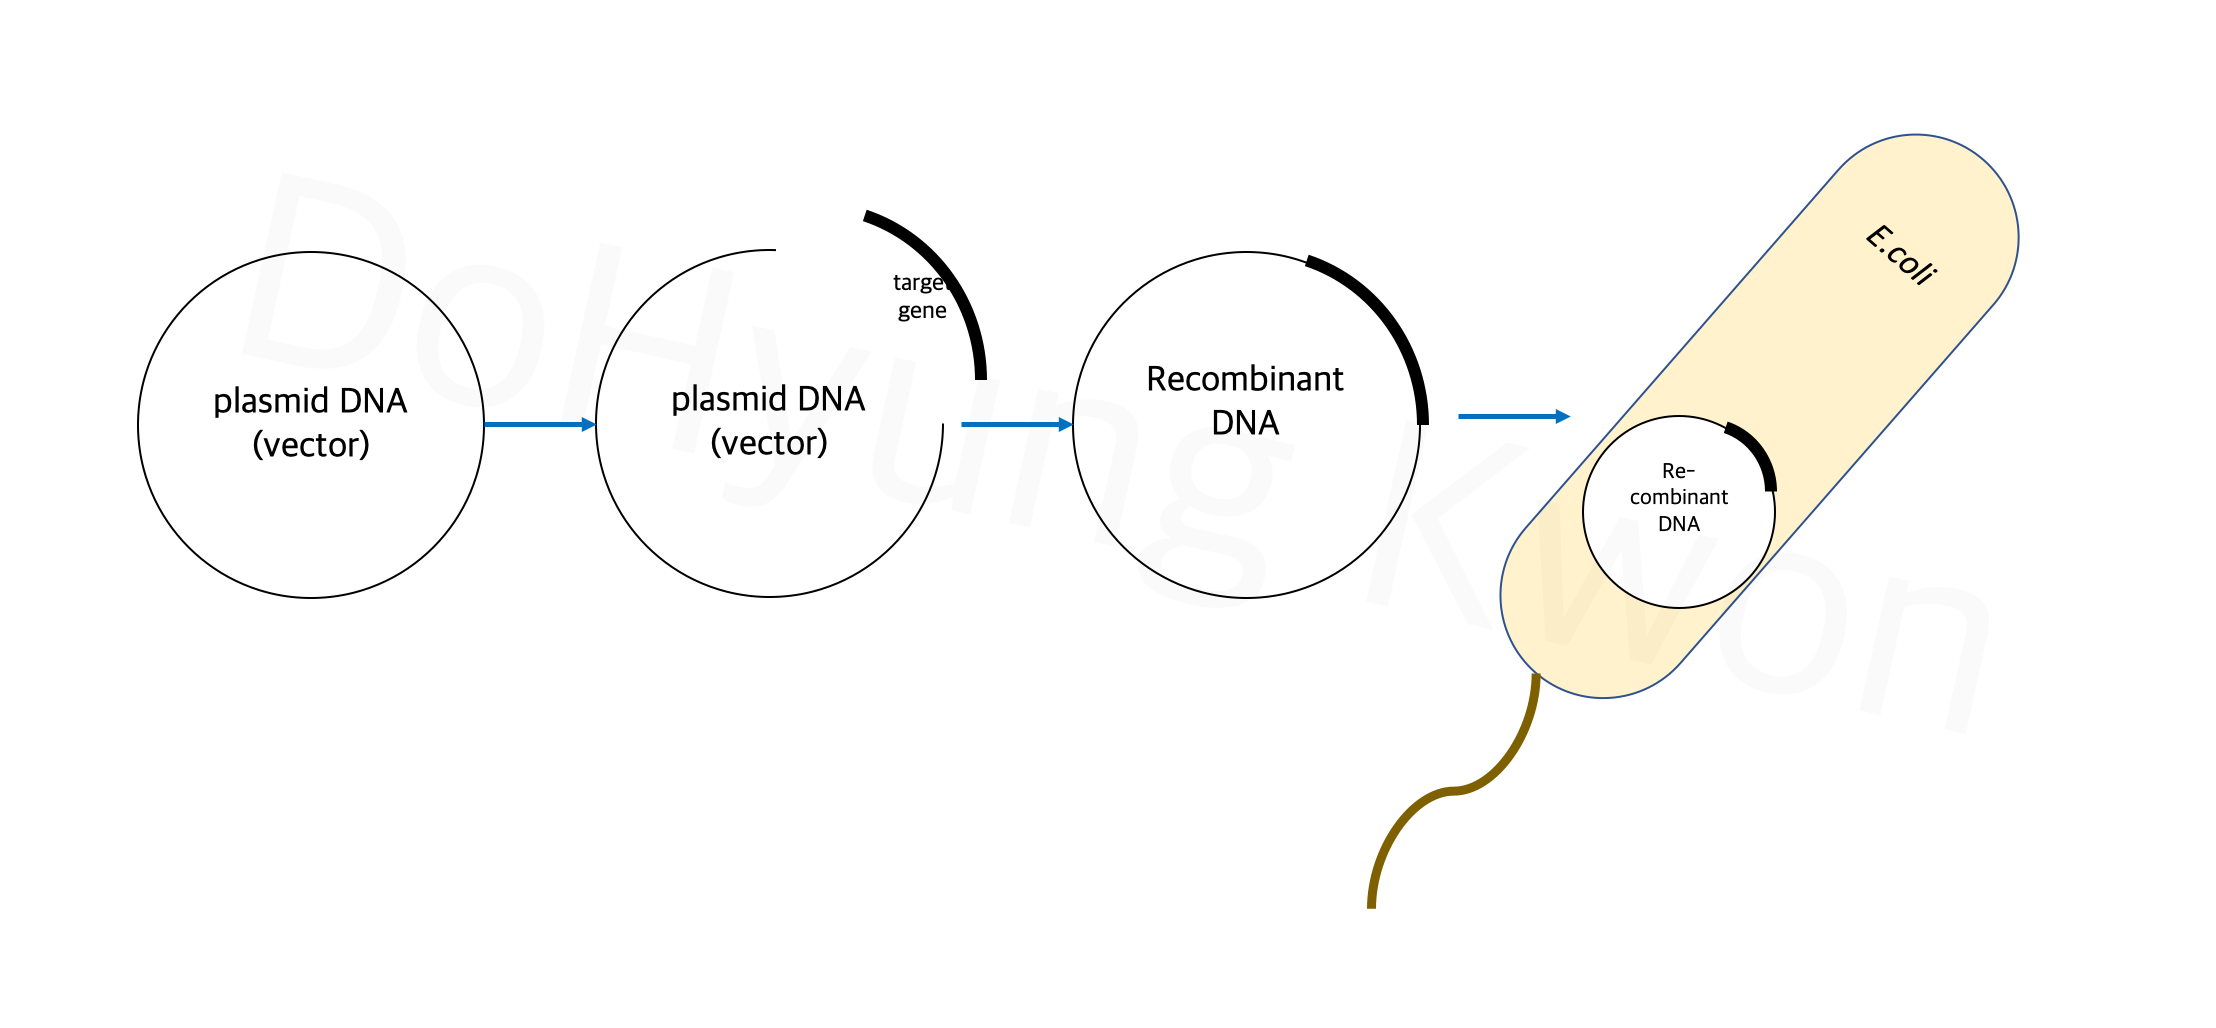 plasmid DNA
(vector)
plasmid DNA
(vector)
target
gene
Recombinant
DNA
Re-
combinant
DNA
E.coli
DoHyung Kwon